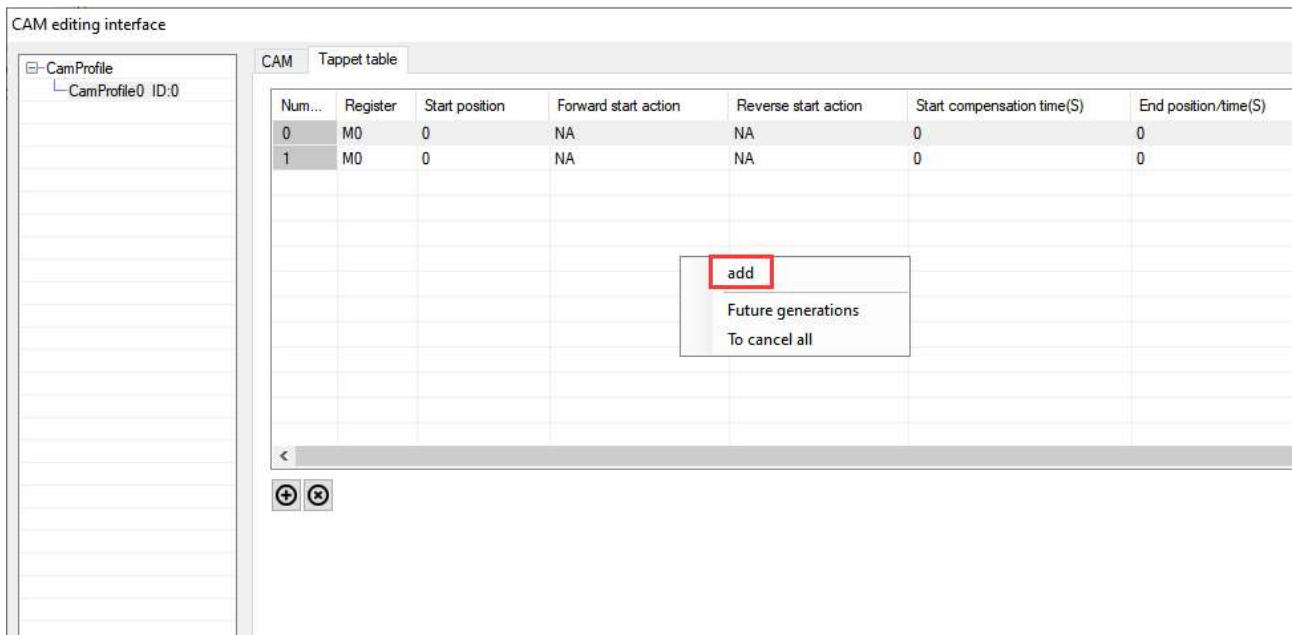 CAM editing interface
CamProfile
CamProfile0 ID:0
CAM Tappet table
Num... Register Start position Forward start action Reverse start action Start compensation time(S) End position/time(S)
0 M0 0 NA NA 0 0
1 M0 0 NA NA 0 0
add
Future generations
To cancel all